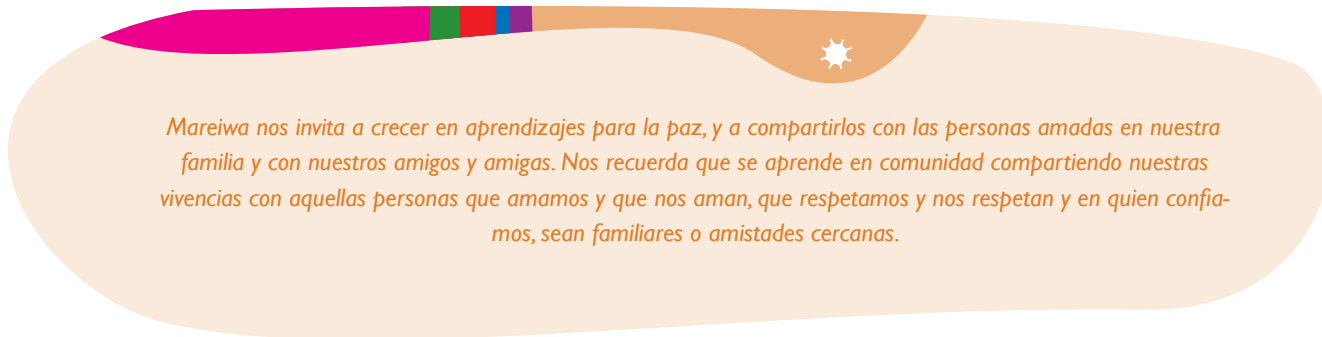 Mareiwa nos invita a crecer en aprendizajes para la paz, y a compartirlos con las personas amadas en nuestra
familia y con nuestros amigos y amigas. Nos recuerda que se aprende en comunidad compartiendo nuestras
vivencias con aquellas personas que amamos y que nos aman, que respetamos y nos respetan y en quien confia-
mos, sean familiares o amistades cercanas.